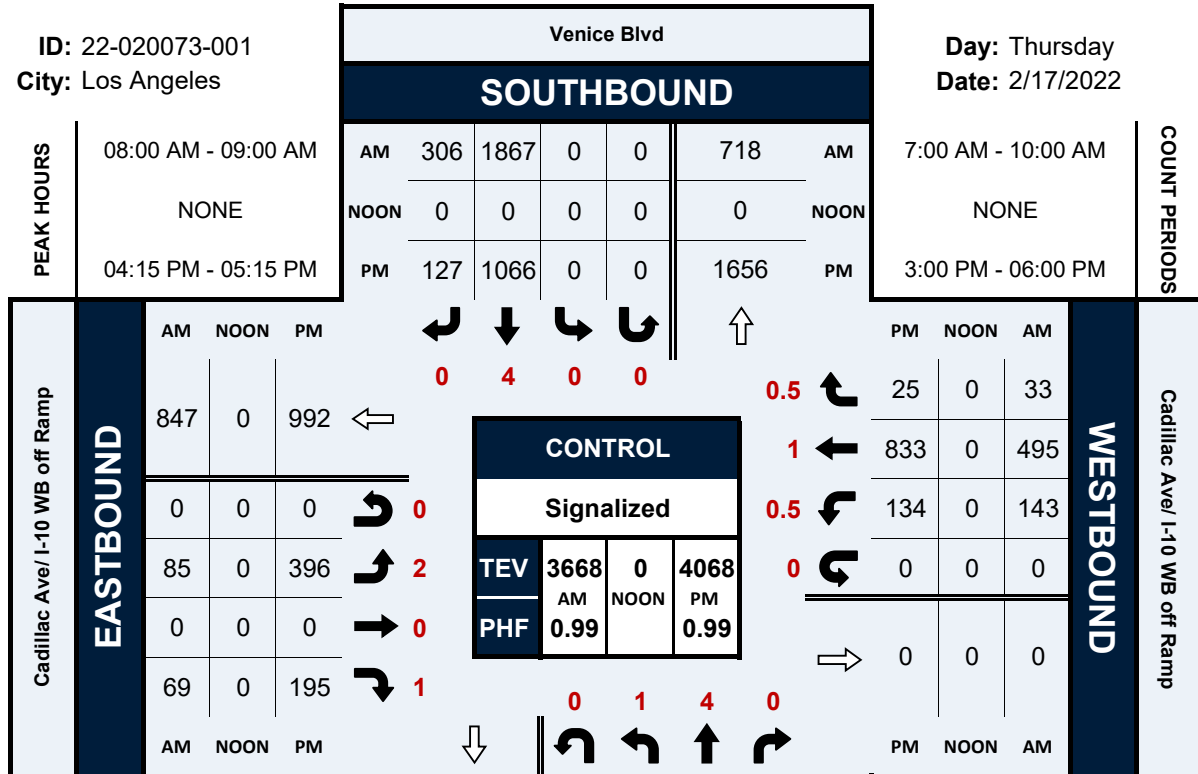 Venice Blvd
ID: 22-020073-001
City: Los Angeles
Day: Thursday
Date: 2/17/2022
SOUTHBOUND
PEAK HOURS
08:00 AM - 09:00 AM
NONE
04:15 PM - 05:15 PM
AM 306 1867 0 0 718 AM
NOON 0 0 0 0 0 NOON
PM 127 1066 0 0 1656 PM
7:00 AM - 10:00 AM
NONE
3:00 PM - 06:00 PM
COUNT PERIODS
0 4 0 0
Cadillac Ave/ I-10 WB off Ramp
EASTBOUND
AM NOON PM
847 0 992
0 0 0 0
85 0 396 2
0 0 0 0
69 0 195 1
AM NOON PM
CONTROL
Signalized
TEV 3668 0 4068
AM NOON PM
PHF 0.99 0.99
PM NOON AM
0.5 25 0 33
1 833 0 495
0.5 134 0 143
0 0 0 0
0 0 0
PM NOON AM
WESTBOUND
Cadillac Ave/ I-10 WB off Ramp
0 1 4 0